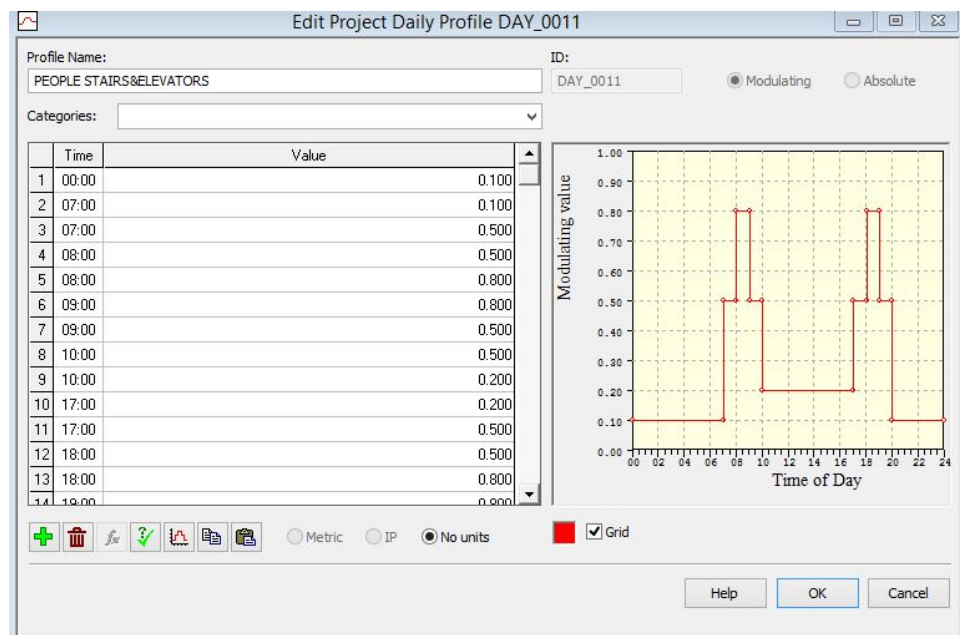 Edit Project Daily Profile DAY_0011
Profile Name:
ID:
PEOPLE STAIRS&ELEVATORS
DAY_0011
Modulating
Absolute
Categories:
Time Value
1 00:00 0.100
2 07:00 0.100
3 07:00 0.500
4 08:00 0.500
5 08:00 0.800
6 09:00 0.800
7 09:00 0.500
8 10:00 0.500
9 10:00 0.200
10 17:00 0.200
11 17:00 0.500
12 18:00 0.500
13 18:00 0.800
14 19:00 0.800
Modulating value
1.00
0.90
0.80
0.70
0.60
0.50
0.40
0.30
0.20
0.10
0.00
00 02 04 06 08 10 12 14 16 18 20 22 24
Time of Day
fx
Metric
IP
No units
Grid
Help
OK
Cancel